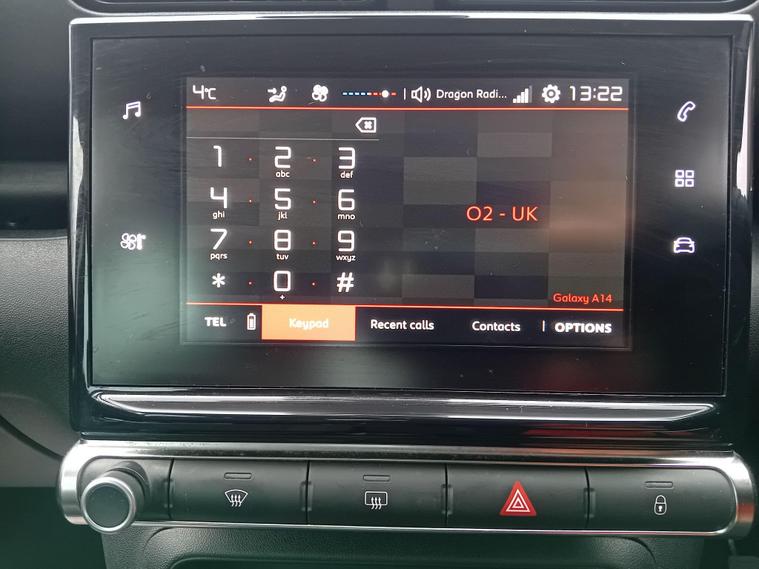 4°C Dragon Radi... 13:22
1 2 3
abc def
4 5 6
ghi jkl mno
O2 - UK
7 8 9
pqrs tuv wxyz
* 0 #
+
Galaxy A14
TEL Keypad Recent calls Contacts OPTIONS